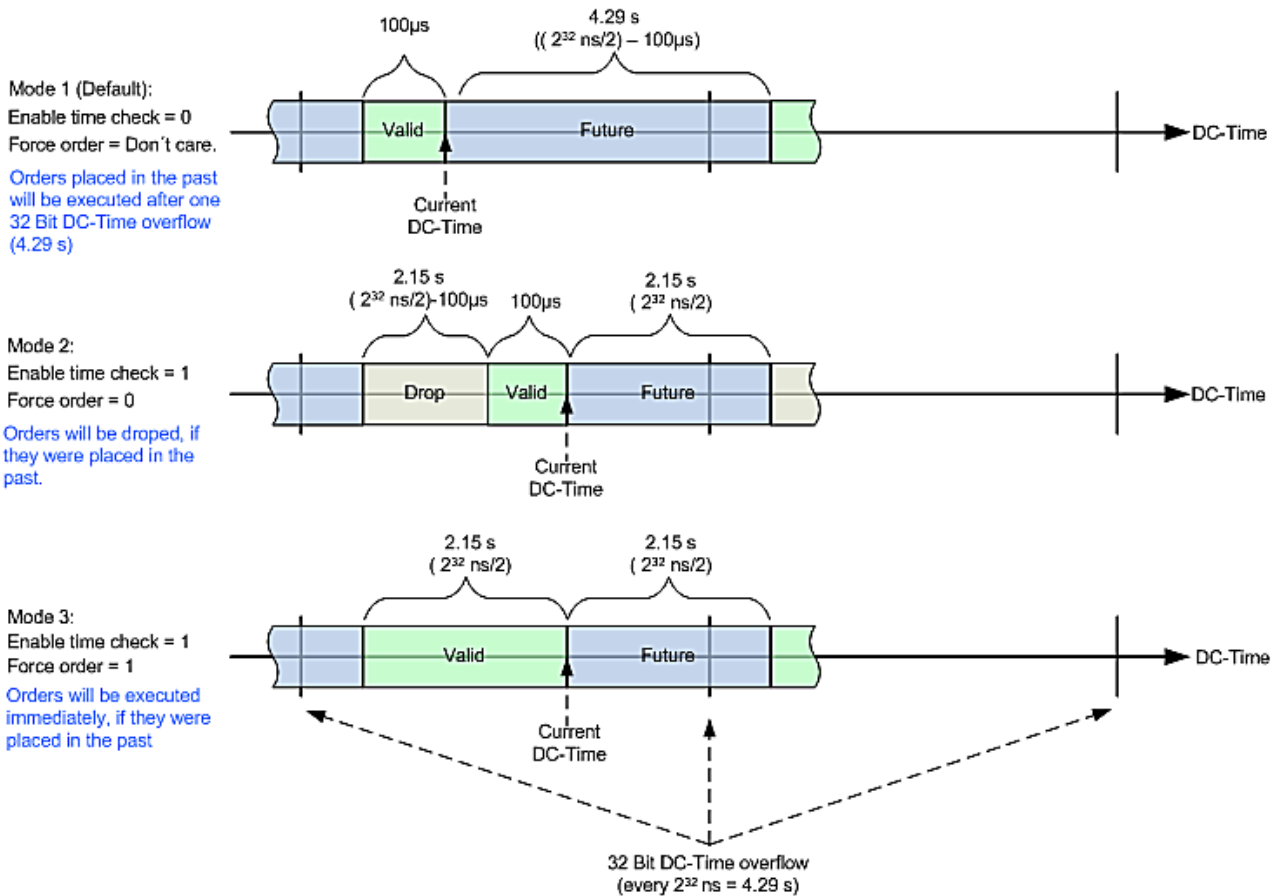 100µs
4.29 s
(( 2³² ns/2) – 100µs)
Mode 1 (Default):
Enable time check = 0
Force order = Don´t care.
Orders placed in the past
will be executed after one
32 Bit DC-Time overflow
(4.29 s)
Valid
Future
DC-Time
Current
DC-Time
2.15 s
( 2³² ns/2)-100µs
100µs
2.15 s
( 2³² ns/2)
Mode 2:
Enable time check = 1
Force order = 0
Orders will be droped, if
they were placed in the
past.
Drop
Valid
Future
DC-Time
Current
DC-Time
2.15 s
( 2³² ns/2)
2.15 s
( 2³² ns/2)
Mode 3:
Enable time check = 1
Force order = 1
Orders will be executed
immediately, if they were
placed in the past
Valid
Future
DC-Time
Current
DC-Time
32 Bit DC-Time overflow
(every 2³² ns = 4.29 s)